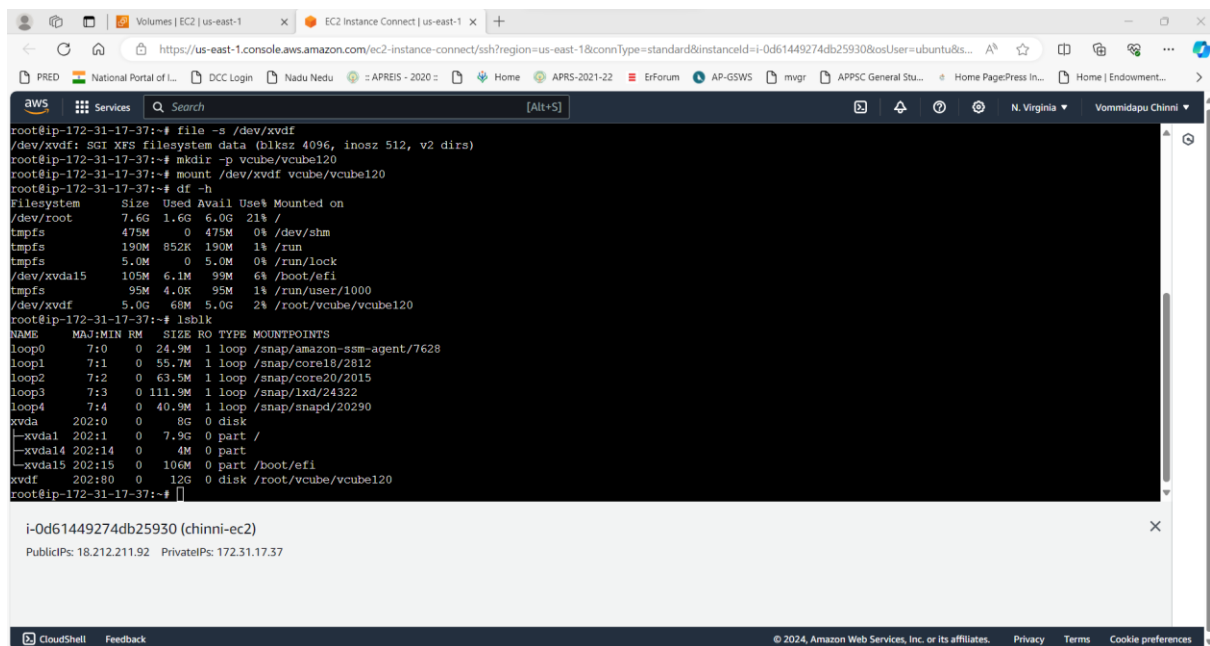 Volumes | EC2 | us-east-1
EC2 Instance Connect | us-east-1
https://us-east-1.console.aws.amazon.com/ec2-instance-connect/ssh?region=us-east-1&connType=standard&instanceId=i-0d61449274db25930&osUser=ubuntu&s...
PRED National Portal of I... DCC Login Nadu Nedu :: APREIS - 2020 :: Home APRS-2021-22 ErForum AP-GSWS mvgr APPSC General Stu... Home Page:Press In... Home | Endowment...
aws Services Search [Alt+S] N. Virginia Vommidapu Chinni
root@ip-172-31-17-37:~# file -s /dev/xvdf
/dev/xvdf: SGI XFS filesystem data (blksz 4096, inosz 512, v2 dirs)
root@ip-172-31-17-37:~# mkdir -p vcube/vcube120
root@ip-172-31-17-37:~# mount /dev/xvdf vcube/vcube120
root@ip-172-31-17-37:~# df -h
Filesystem Size Used Avail Use% Mounted on
/dev/root 7.6G 1.6G 6.0G 21% /
tmpfs 475M 0 475M 0% /dev/shm
tmpfs 190M 852K 190M 1% /run
tmpfs 5.0M 0 5.0M 0% /run/lock
/dev/xvda15 105M 6.1M 99M 6% /boot/efi
tmpfs 95M 4.0K 95M 1% /run/user/1000
/dev/xvdf 5.0G 68M 5.0G 2% /root/vcube/vcube120
root@ip-172-31-17-37:~# lsblk
NAME MAJ:MIN RM SIZE RO TYPE MOUNTPOINTS
loop0 7:0 0 24.9M 1 loop /snap/amazon-ssm-agent/7628
loop1 7:1 0 55.7M 1 loop /snap/core18/2812
loop2 7:2 0 63.5M 1 loop /snap/core20/2015
loop3 7:3 0 111.9M 1 loop /snap/lxd/24322
loop4 7:4 0 40.9M 1 loop /snap/snapd/20290
xvda 202:0 0 8G 0 disk
├─xvda1 202:1 0 7.9G 0 part /
├─xvda14 202:14 0 4M 0 part
└─xvda15 202:15 0 106M 0 part /boot/efi
xvdf 202:80 0 12G 0 disk /root/vcube/vcube120
root@ip-172-31-17-37:~#
i-0d61449274db25930 (chinni-ec2)
PublicIPs: 18.212.211.92 PrivateIPs: 172.31.17.37
CloudShell Feedback © 2024, Amazon Web Services, Inc. or its affiliates. Privacy Terms Cookie preferences